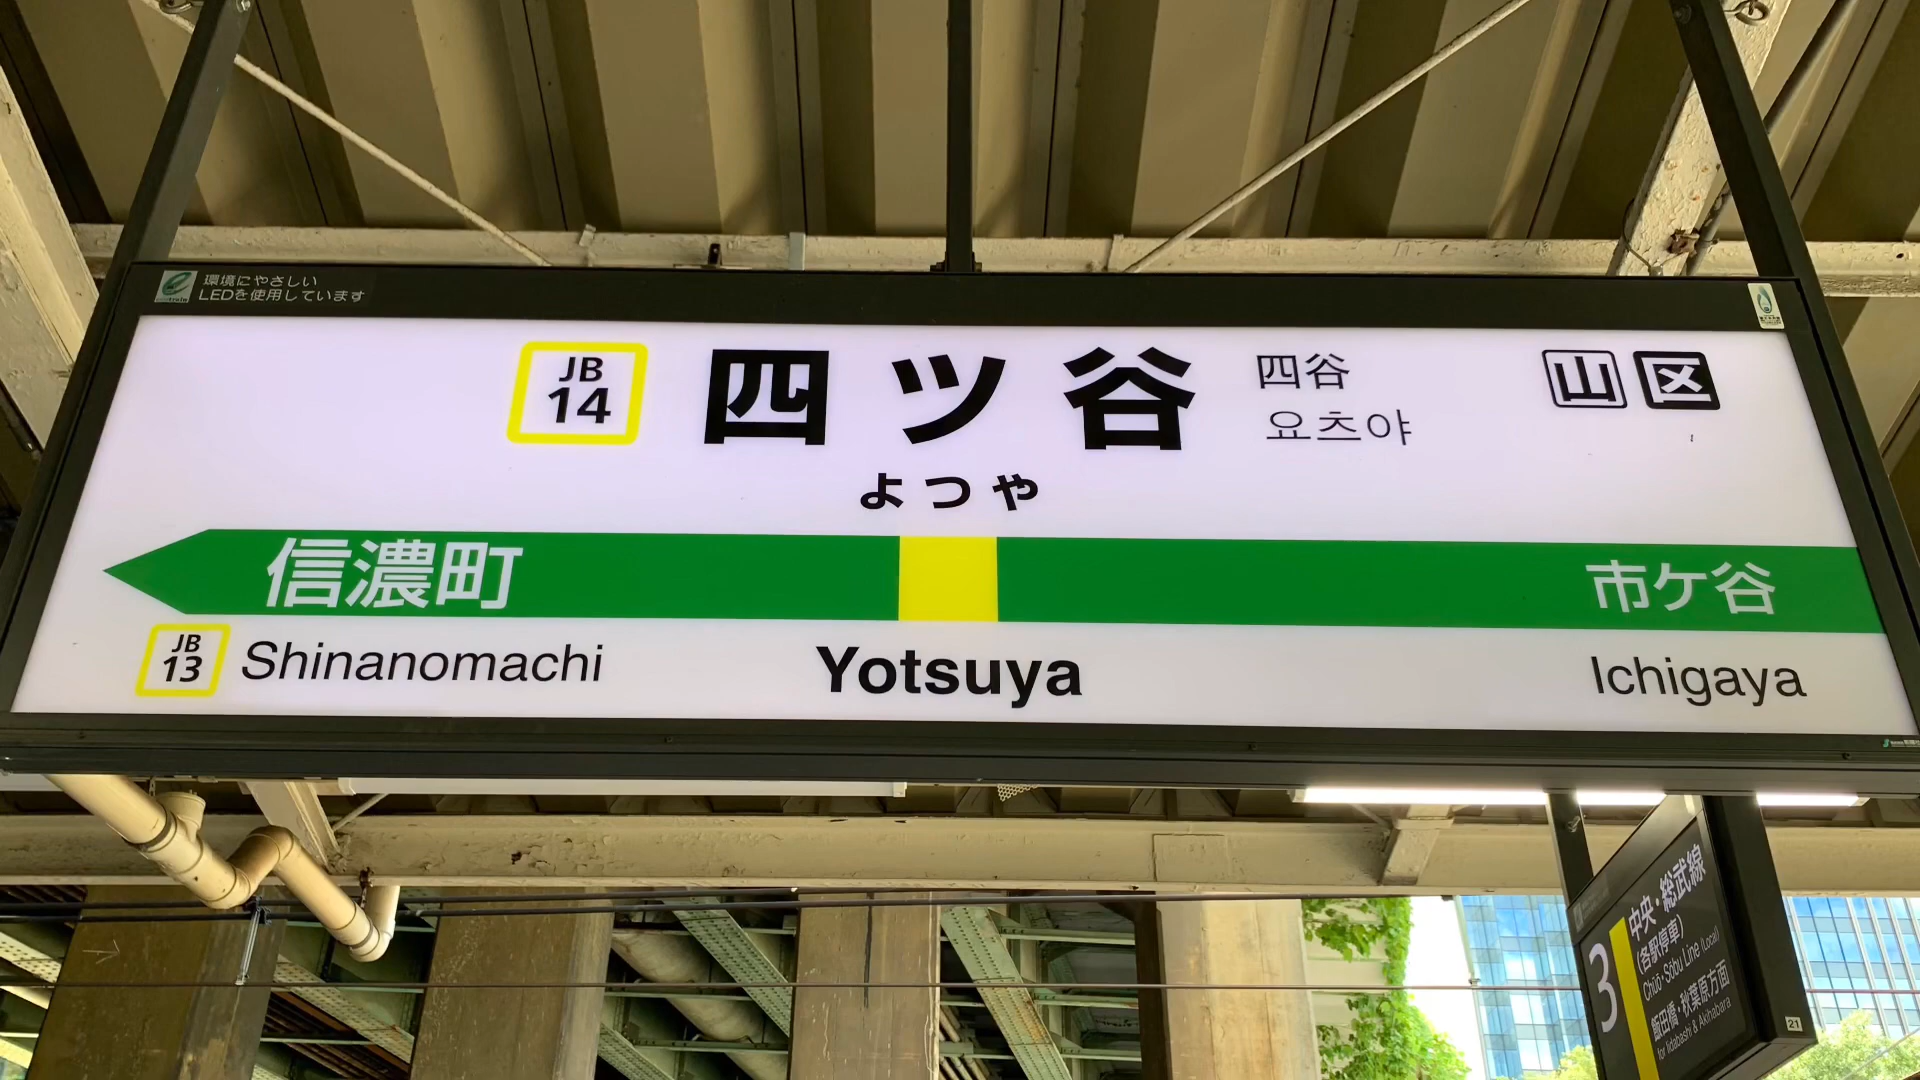 環境にやさしい
LEDを使用しています
JB
14
四ツ谷
四谷
요츠야
山 区
よつや
信濃町
市ケ谷
JB
13
Shinanomachi
Yotsuya
Ichigaya
3
中央・総武線
(各駅停車)
Chūō・Sōbu Line (Local)
飯田橋・秋葉原方面
for Iidabashi & Akihabara
21